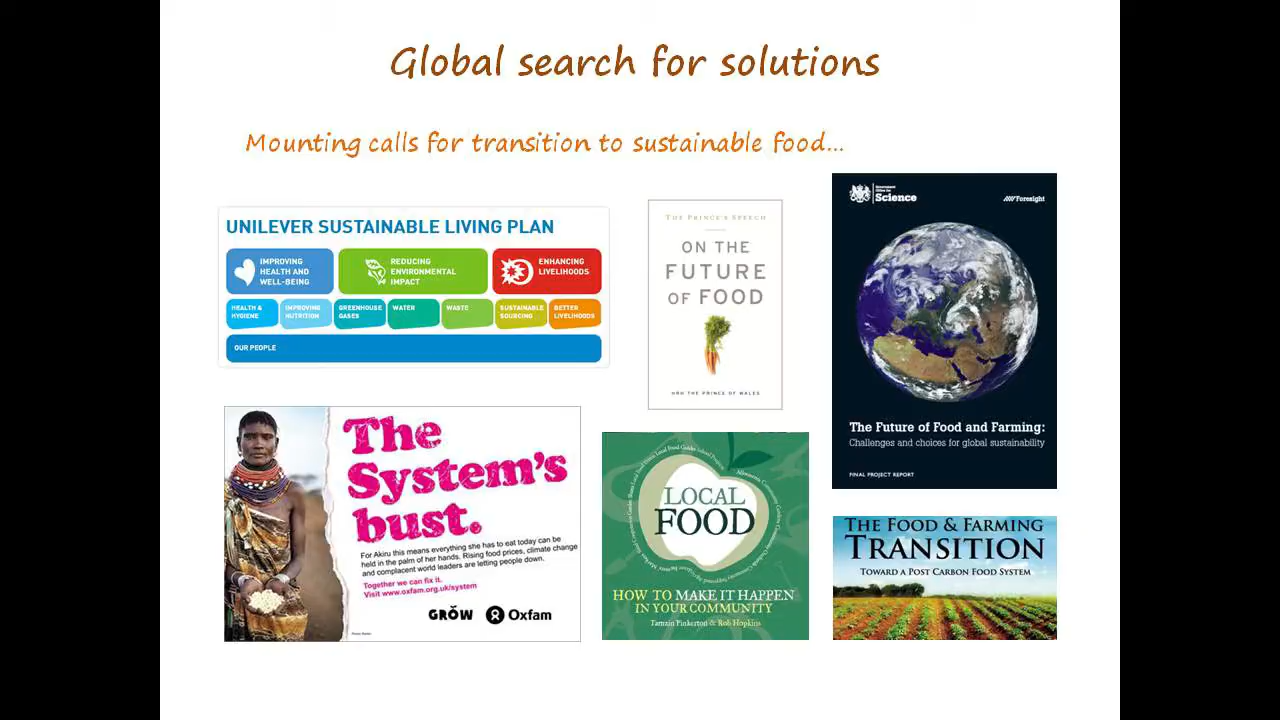 Global search for solutions
Mounting calls for transition to sustainable food...
UNILEVER SUSTAINABLE LIVING PLAN
IMPROVING
HEALTH AND
WELL-BEING
REDUCING
ENVIRONMENTAL
IMPACT
ENHANCING
LIVELIHOODS
HEALTH &
HYGIENE
IMPROVING
NUTRITION
GREENHOUSE
GASES
WATER
WASTE
SUSTAINABLE
SOURCING
BETTER
LIVELIHOODS
OUR PEOPLE
THE PRINCE'S SPEECH
ON THE
FUTURE
OF FOOD
HRH THE PRINCE OF WALES
Government
Office for
Science
Foresight
The Future of Food and Farming:
Challenges and choices for global sustainability
FINAL PROJECT REPORT
The
System's
bust.
For Akiru this means everything she has to eat today can be
held in the palm of her hands. Rising food prices, climate change
and complacent world leaders are letting people down.
Together we can fix it.
Visit www.oxfam.org.uk/system
GROW Oxfam
LOCAL
FOOD
HOW TO MAKE IT HAPPEN
IN YOUR COMMUNITY
Tamzin Pinkerton & Rob Hopkins
THE FOOD & FARMING
TRANSITION
TOWARD A POST CARBON FOOD SYSTEM